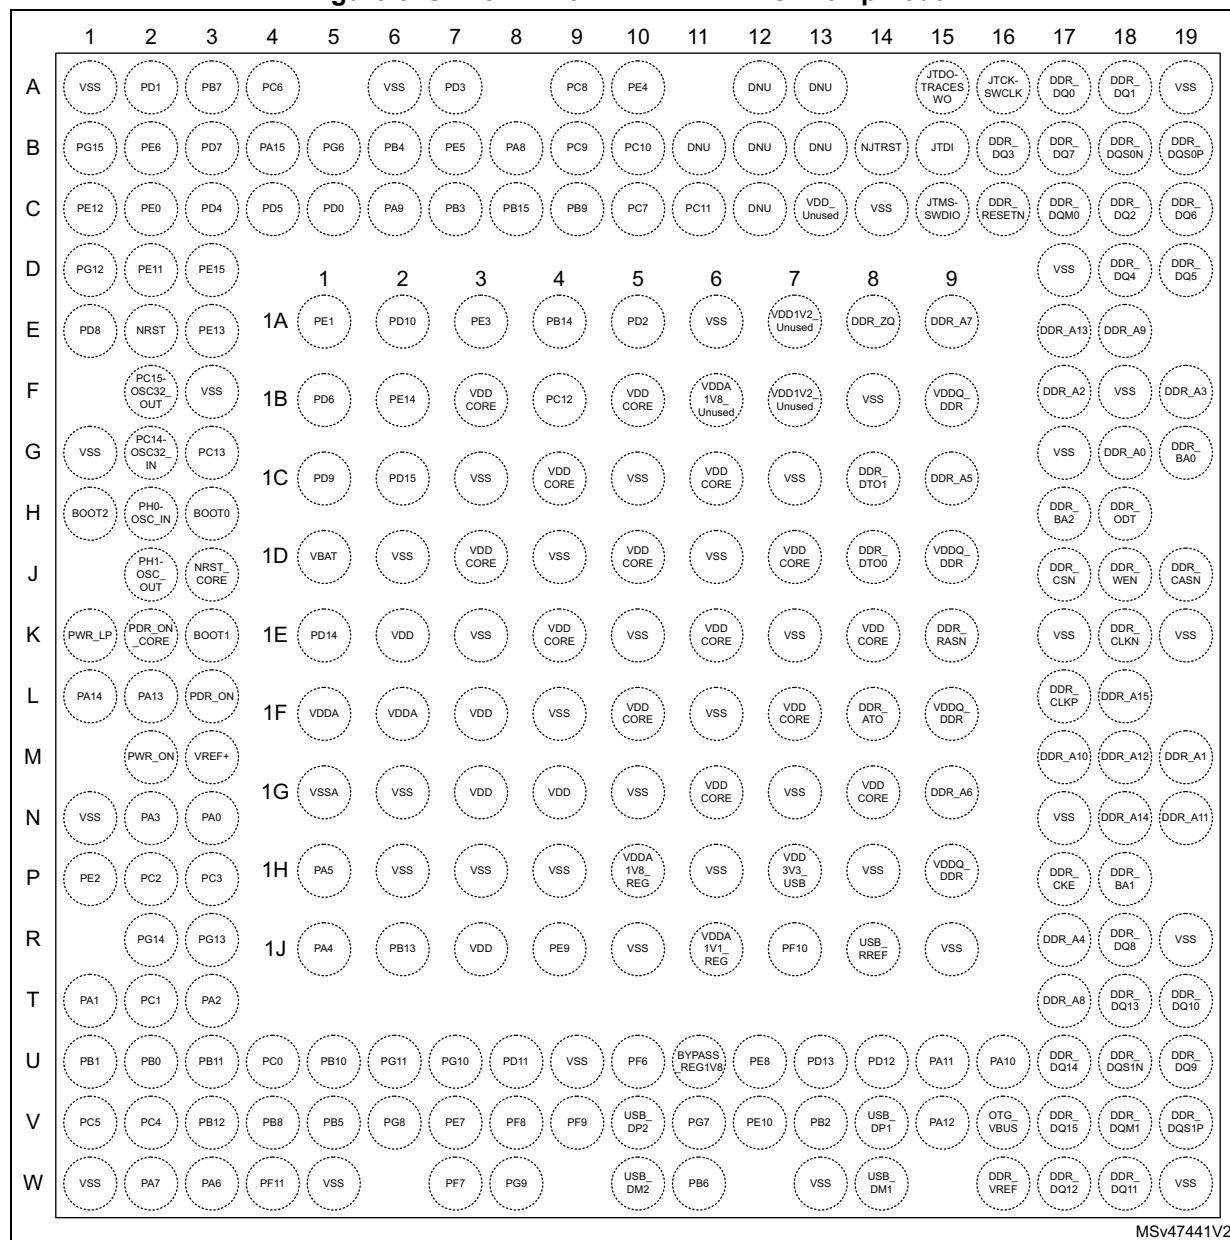 1 2 3 4 5 6 7 8 9 10 11 12 13 14 15 16 17 18 19
A VSS PD1 PB7 PC6 VSS PD3 PC8 PE4 DNU DNU JTDO-TRACESWO JTCK-SWCLK DDR_DQ0 DDR_DQ1 VSS
B PG15 PE6 PD7 PA15 PG6 PB4 PE5 PA8 PC9 PC10 DNU DNU DNU NJTRST JTDI DDR_DQ3 DDR_DQ7 DDR_DQS0N DDR_DQS0P
C PE12 PE0 PD4 PD5 PD0 PA9 PB3 PB15 PB9 PC7 PC11 DNU VDD_Unused VSS JTMS-SWDIO DDR_RESETN DDR_DQM0 DDR_DQ2 DDR_DQ6
D PG12 PE11 PE15 VSS DDR_DQ4 DDR_DQ5
1 2 3 4 5 6 7 8 9
1A PE1 PD10 PE3 PB14 PD2 VSS VDD1V2_Unused DDR_ZQ DDR_A7
E PD8 NRST PE13 DDR_A13 DDR_A9
F PC15-OSC32_OUT VSS DDR_A2 VSS DDR_A3
1B PD6 PE14 VDD CORE PC12 VDD CORE VDDA 1V8_Unused VDD1V2_Unused VSS VDDQ_DDR
G VSS PC14-OSC32_IN PC13 VSS DDR_A0 DDR_BA0
1C PD9 PD15 VSS VDD CORE VSS VDD CORE VSS DDR_DTO1 DDR_A5
H BOOT2 PH0-OSC_IN BOOT0 DDR_BA2 DDR_ODT
1D VBAT VSS VDD CORE VSS VDD CORE VSS VDD CORE DDR_DTO0 VDDQ_DDR
J PH1-OSC_OUT NRST_CORE DDR_CSN DDR_WEN DDR_CASN
K PWR_LP PDR_ON_CORE BOOT1 VSS DDR_CLKN VSS
1E PD14 VDD VSS VDD CORE VSS VDD CORE VSS VDD CORE DDR_RASN
L PA14 PA13 PDR_ON DDR_CLKP DDR_A15
1F VDDA VDDA VDD VSS VDD CORE VSS VDD CORE DDR_ATO VDDQ_DDR
M PWR_ON VREF+ DDR_A10 DDR_A12 DDR_A1
1G VSSA VSS VDD VDD VSS VDD CORE VSS VDD CORE DDR_A6
N VSS PA3 PA0 VSS DDR_A14 DDR_A11
1H PA5 VSS VSS VSS VDDA 1V8_REG VSS VDD 3V3_USB VSS VDDQ_DDR
P PE2 PC2 PC3 DDR_CKE DDR_BA1
R PG14 PG13 DDR_A4 DDR_DQ8 VSS
1J PA4 PB13 VDD PE9 VSS VDDA 1V1_REG PF10 USB_RREF VSS
T PA1 PC1 PA2 DDR_A8 DDR_DQ13 DDR_DQ10
U PB1 PB0 PB11 PC0 PB10 PG11 PG10 PD11 VSS PF6 BYPASS_REG1V8 PE8 PD13 PD12 PA11 PA10 DDR_DQ14 DDR_DQS1N DDR_DQ9
V PC5 PC4 PB12 PB8 PB5 PG8 PE7 PF8 PF9 USB_DP2 PG7 PE10 PB2 USB_DP1 PA12 OTG_VBUS DDR_DQ15 DDR_DQM1 DDR_DQS1P
W VSS PA7 PA6 PF11 VSS PF7 PG9 USB_DM2 PB6 VSS USB_DM1 DDR_VREF DDR_DQ12 DDR_DQ11 VSS
MSv47441V2